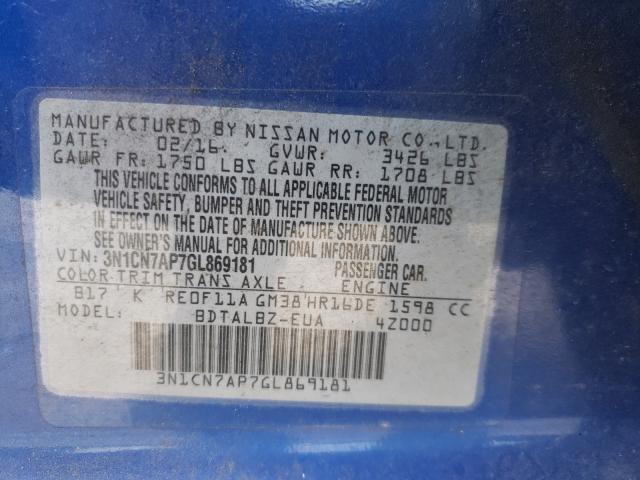 MANUFACTURED BY NISSAN MOTOR CO., LTD.
DATE: 02/16 GVWR: 3426 LBS
GAWR FR: 1750 LBS GAWR RR: 1708 LBS
THIS VEHICLE CONFORMS TO ALL APPLICABLE FEDERAL MOTOR
VEHICLE SAFETY, BUMPER AND THEFT PREVENTION STANDARDS
IN EFFECT ON THE DATE OF MANUFACTURE SHOWN ABOVE.
SEE OWNER'S MANUAL FOR ADDITIONAL INFORMATION.
VIN: 3N1CN7AP7GL869181 PASSENGER CAR.
COLOR TRIM TRANS AXLE ENGINE
B17 K RE0F11A GM38 HR16DE 1598 CC
MODEL: BDTALBZ-EUA 4Z000
3N1CN7AP7GL869181